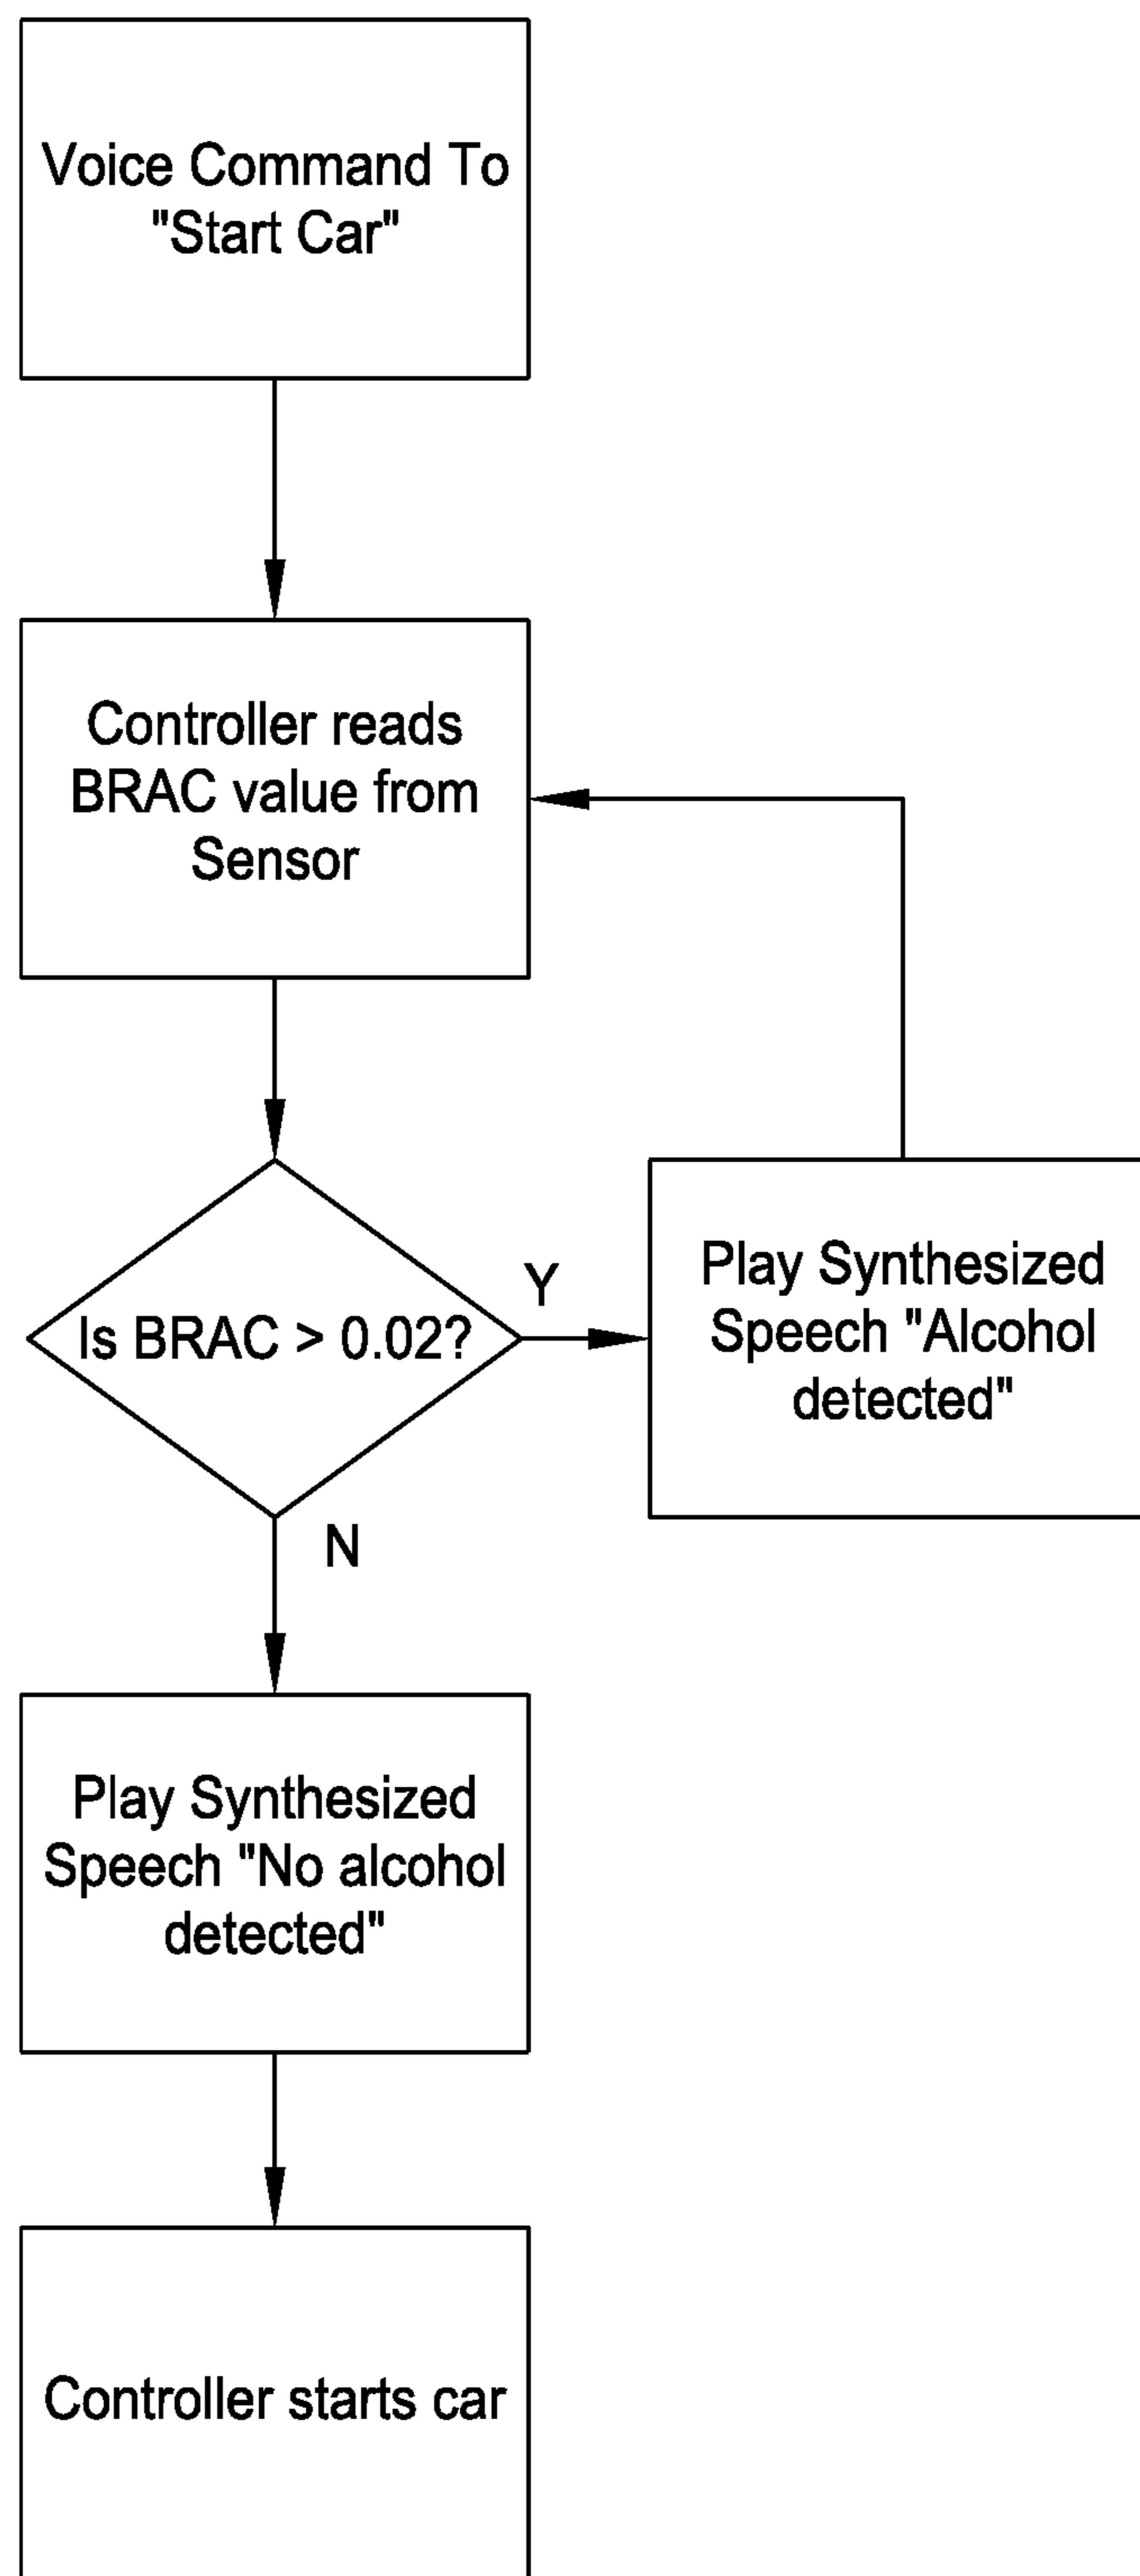 Voice Command To
"Start Car"
Controller reads
BRAC value from
Sensor
Is BRAC > 0.02?
Y
Play Synthesized
Speech "Alcohol
detected"
N
Play Synthesized
Speech "No alcohol
detected"
Controller starts car